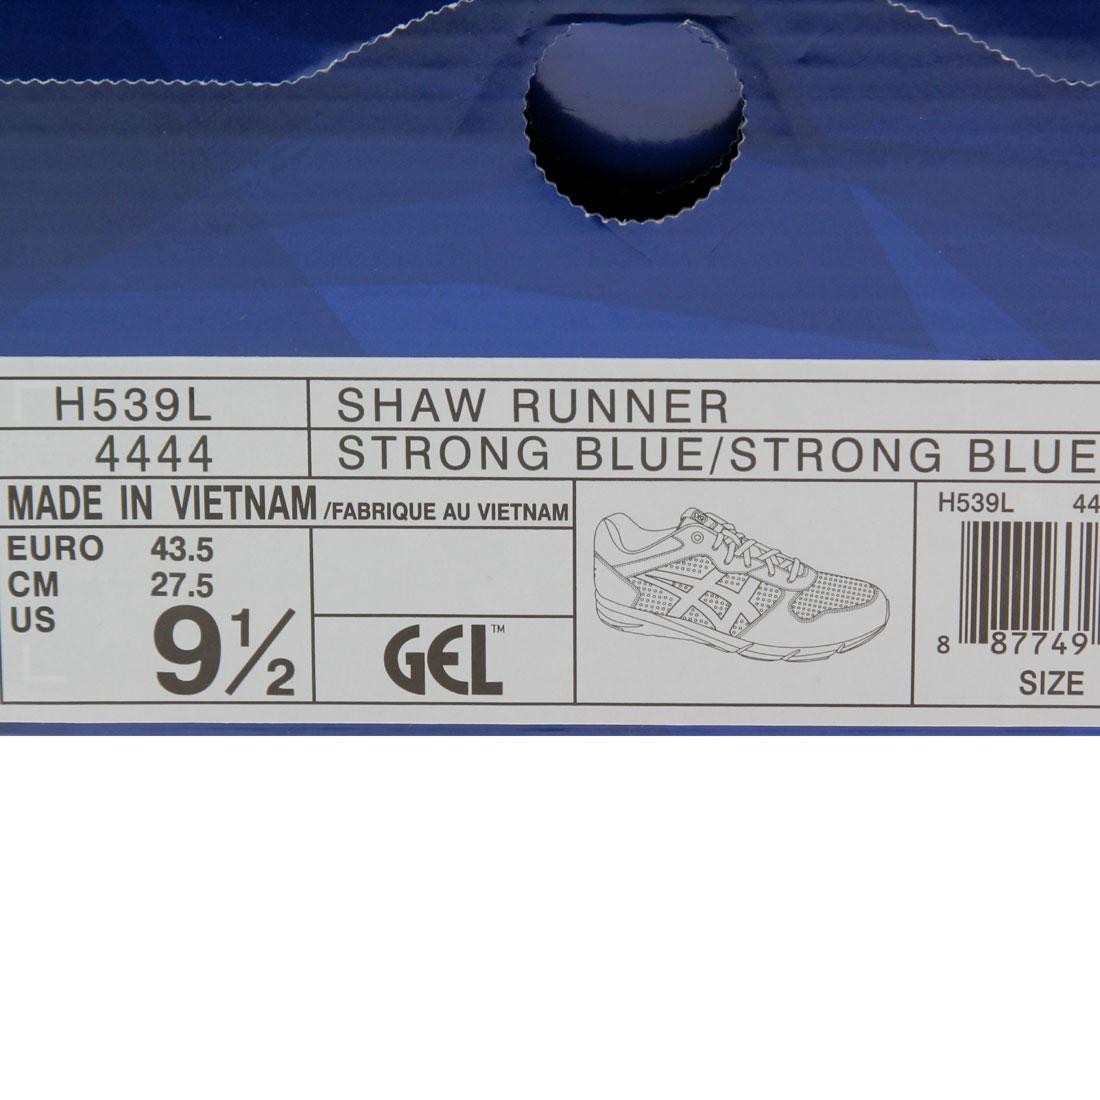 H539L SHAW RUNNER
4444 STRONG BLUE/STRONG BLUE
MADE IN VIETNAM /FABRIQUE AU VIETNAM
EURO 43.5
CM 27.5
US 9½
GEL™
H539L 44
8 87749
SIZE